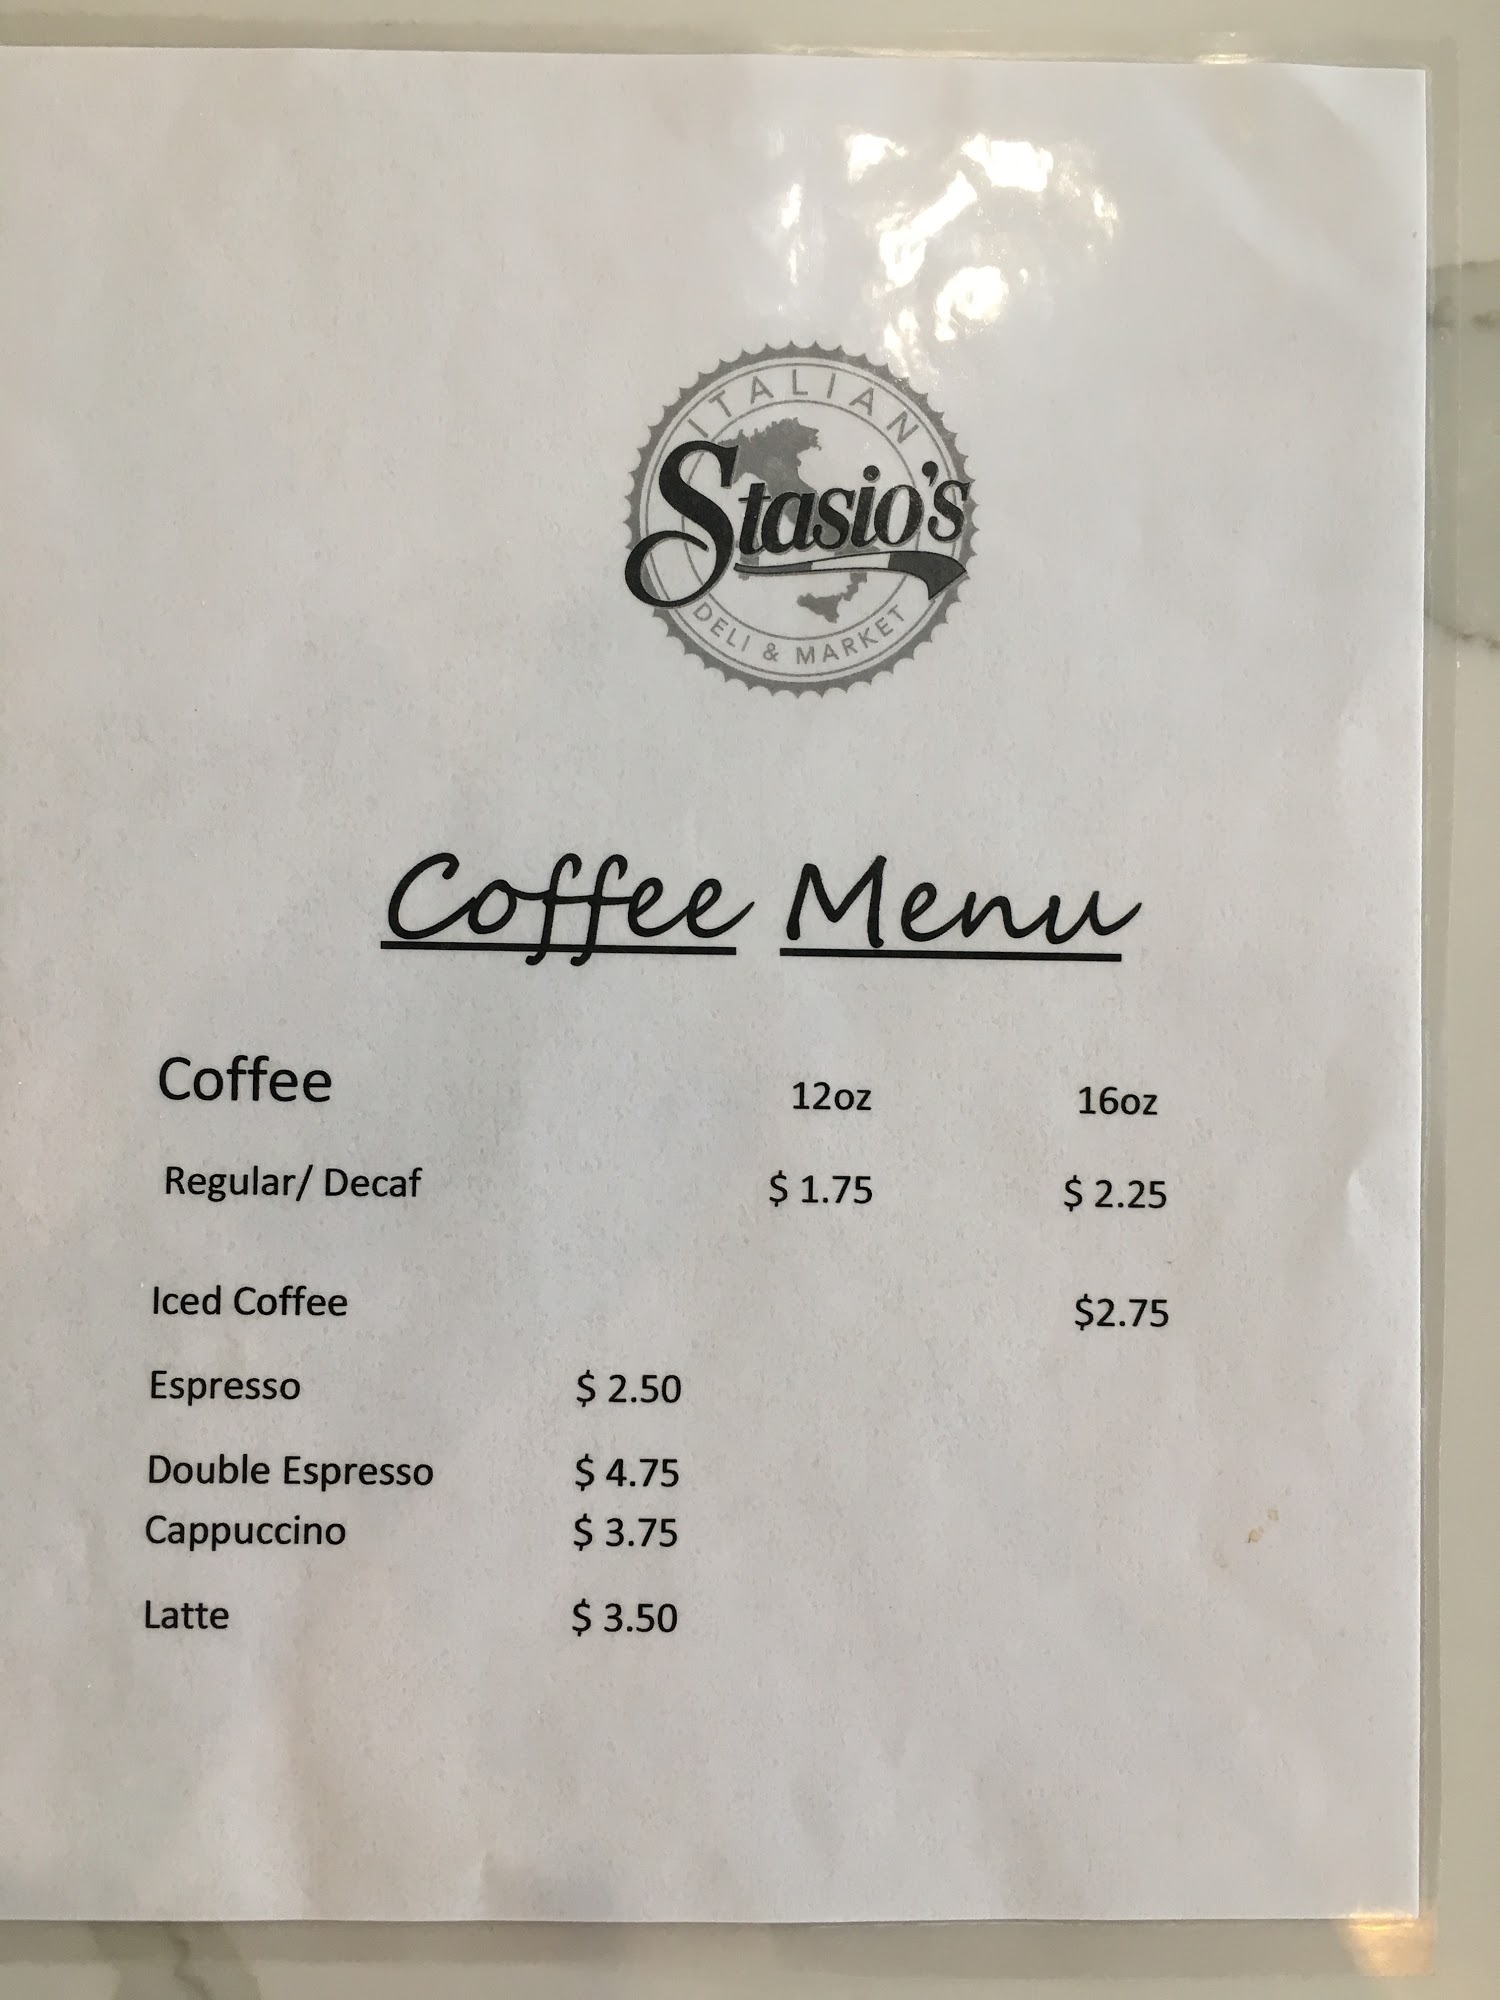 ITALIAN
Stasio's
DELI & MARKET
Coffee Menu
Coffee 12oz 16oz
Regular/ Decaf $ 1.75 $ 2.25
Iced Coffee $2.75
Espresso $ 2.50
Double Espresso $ 4.75
Cappuccino $ 3.75
Latte $ 3.50